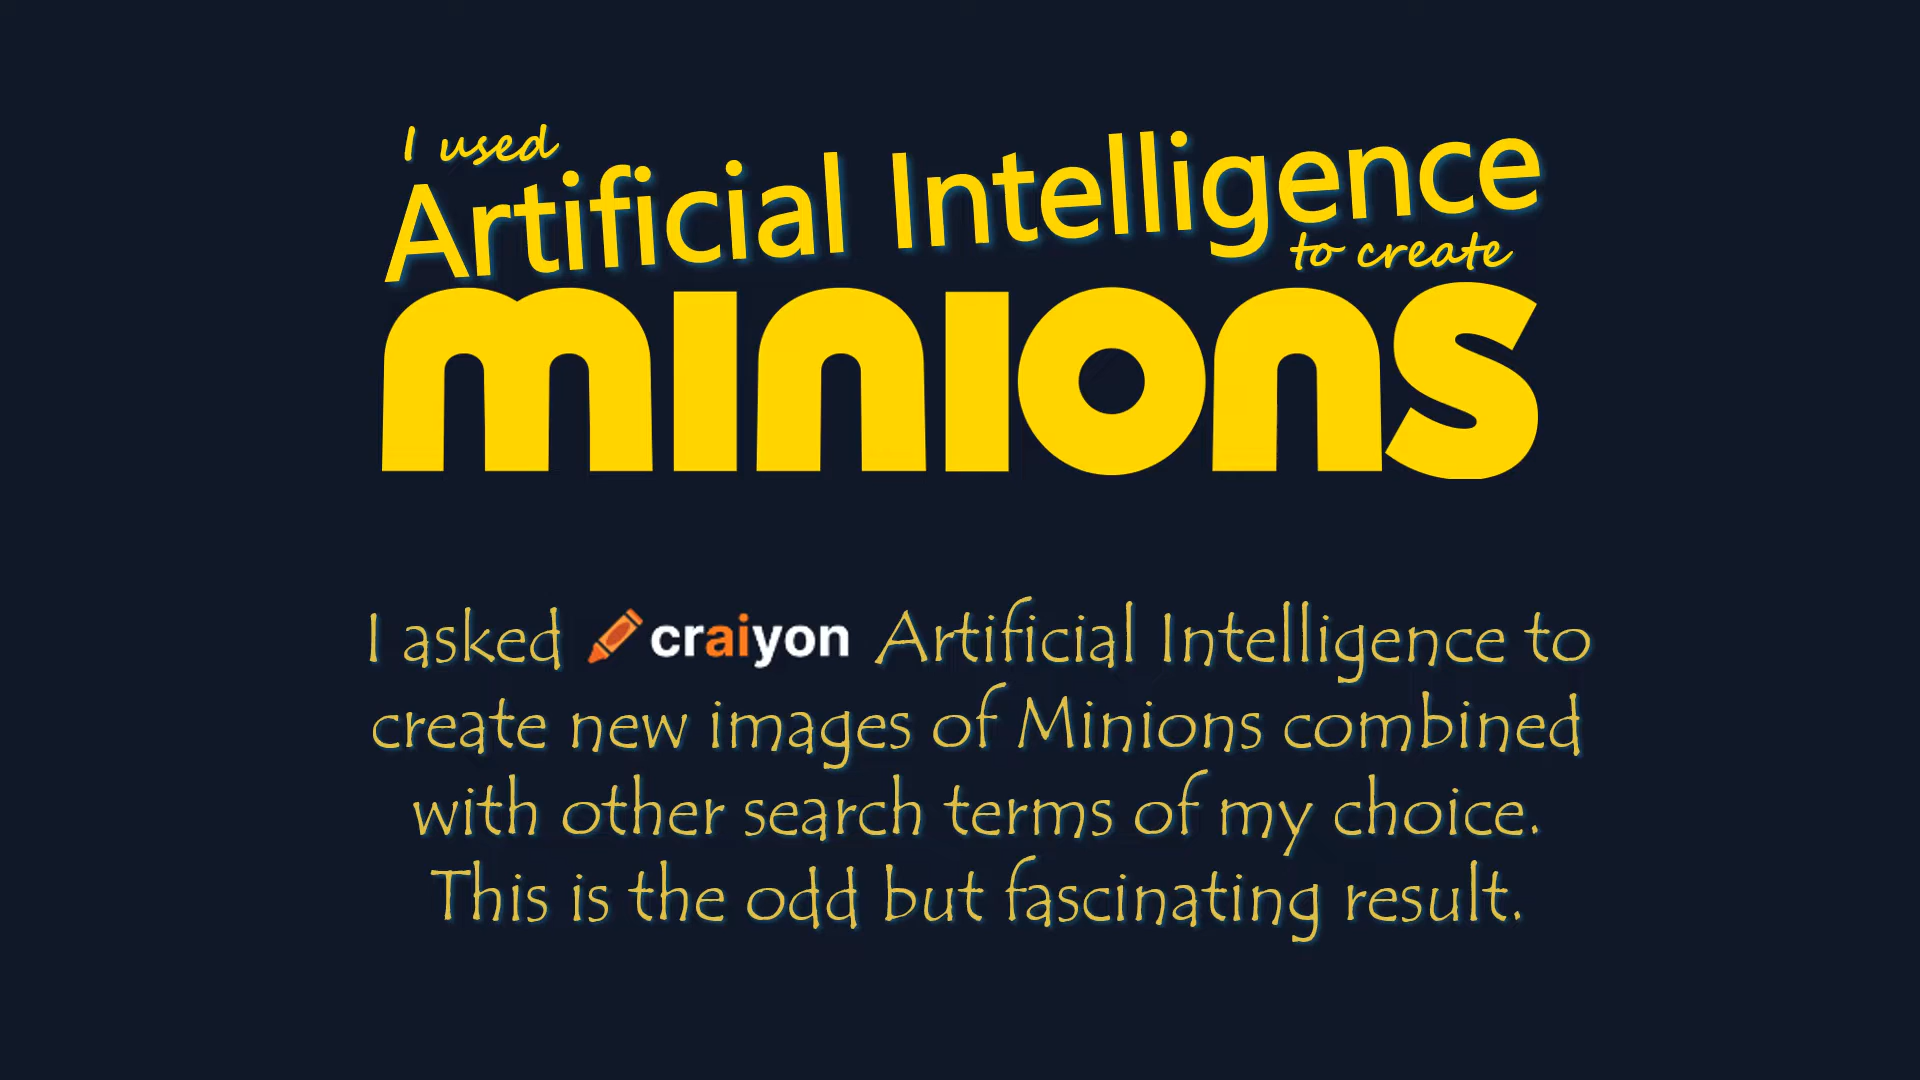 I used
Artificial Intelligence
to create
minions
I asked craiyon Artificial Intelligence to
create new images of Minions combined
with other search terms of my choice.
This is the odd but fascinating result.